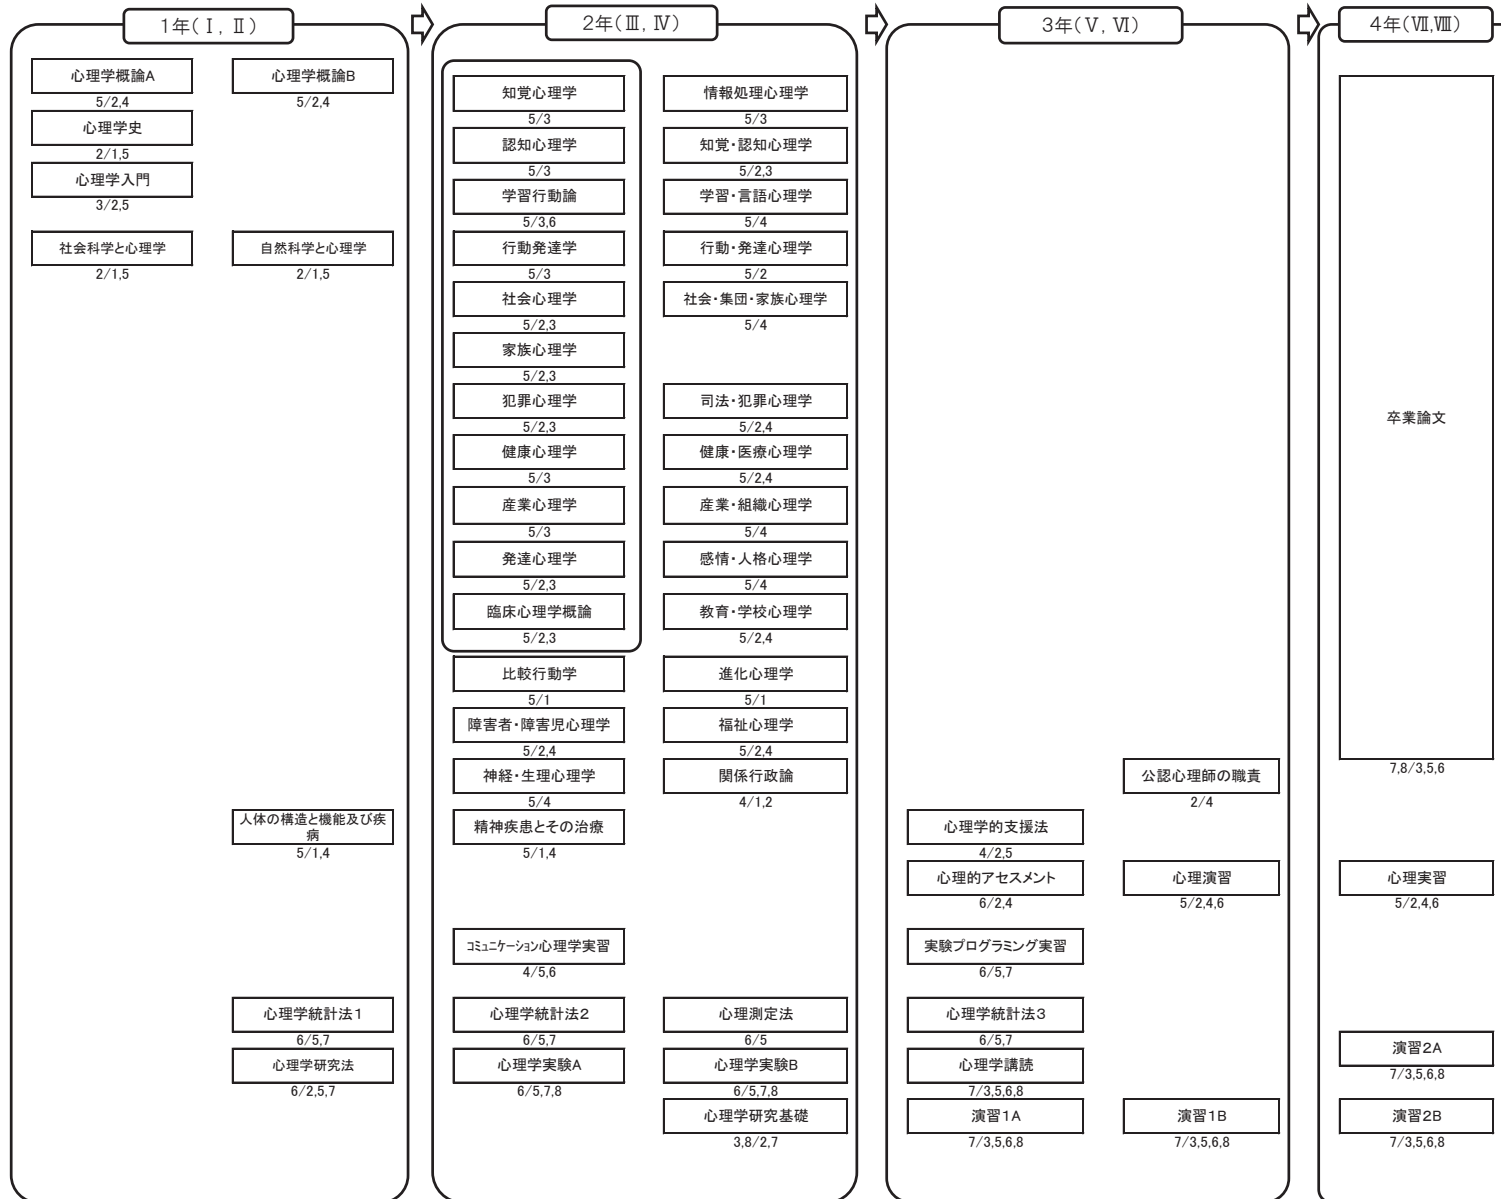 1年(Ⅰ,Ⅱ)
心理学概論A
5/2,4
心理学概論B
5/2,4
心理学史
2/1,5
心理学入門
3/2,5
社会科学と心理学
2/1,5
自然科学と心理学
2/1,5
人体の構造と機能及び疾
病
5/1,4
心理学統計法1
6/5,7
心理学研究法
6/2,5,7
2年(Ⅲ,Ⅳ)
知覚心理学
5/3
情報処理心理学
5/3
認知心理学
5/3
知覚・認知心理学
5/2,3
学習行動論
5/3,6
学習・言語心理学
5/4
行動発達学
5/3
行動・発達心理学
5/2
社会心理学
5/2,3
社会・集団・家族心理学
5/4
家族心理学
5/2,3
犯罪心理学
5/2,3
司法・犯罪心理学
5/2,4
健康心理学
5/3
健康・医療心理学
5/2,4
産業心理学
5/3
産業・組織心理学
5/4
発達心理学
5/2,3
感情・人格心理学
5/4
臨床心理学概論
5/2,3
教育・学校心理学
5/2,4
比較行動学
5/1
進化心理学
5/1
障害者・障害児心理学
5/2,4
福祉心理学
5/2,4
神経・生理心理学
5/4
関係行政論
4/1,2
精神疾患とその治療
5/1,4
コミュニケーション心理学実習
4/5,6
心理学統計法2
6/5,7
心理測定法
6/5
心理学実験A
6/5,7,8
心理学実験B
6/5,7,8
心理学研究基礎
3,8/2,7
3年(Ⅴ,Ⅵ)
公認心理師の職責
2/4
心理学的支援法
4/2,5
心理的アセスメント
6/2,4
心理演習
5/2,4,6
実験プログラミング実習
6/5,7
心理学統計法3
6/5,7
心理学講読
7/3,5,6,8
演習1A
7/3,5,6,8
演習1B
7/3,5,6,8
4年(Ⅶ,Ⅷ)
卒業論文
7,8/3,5,6
心理実習
5/2,4,6
演習2A
7/3,5,6,8
演習2B
7/3,5,6,8